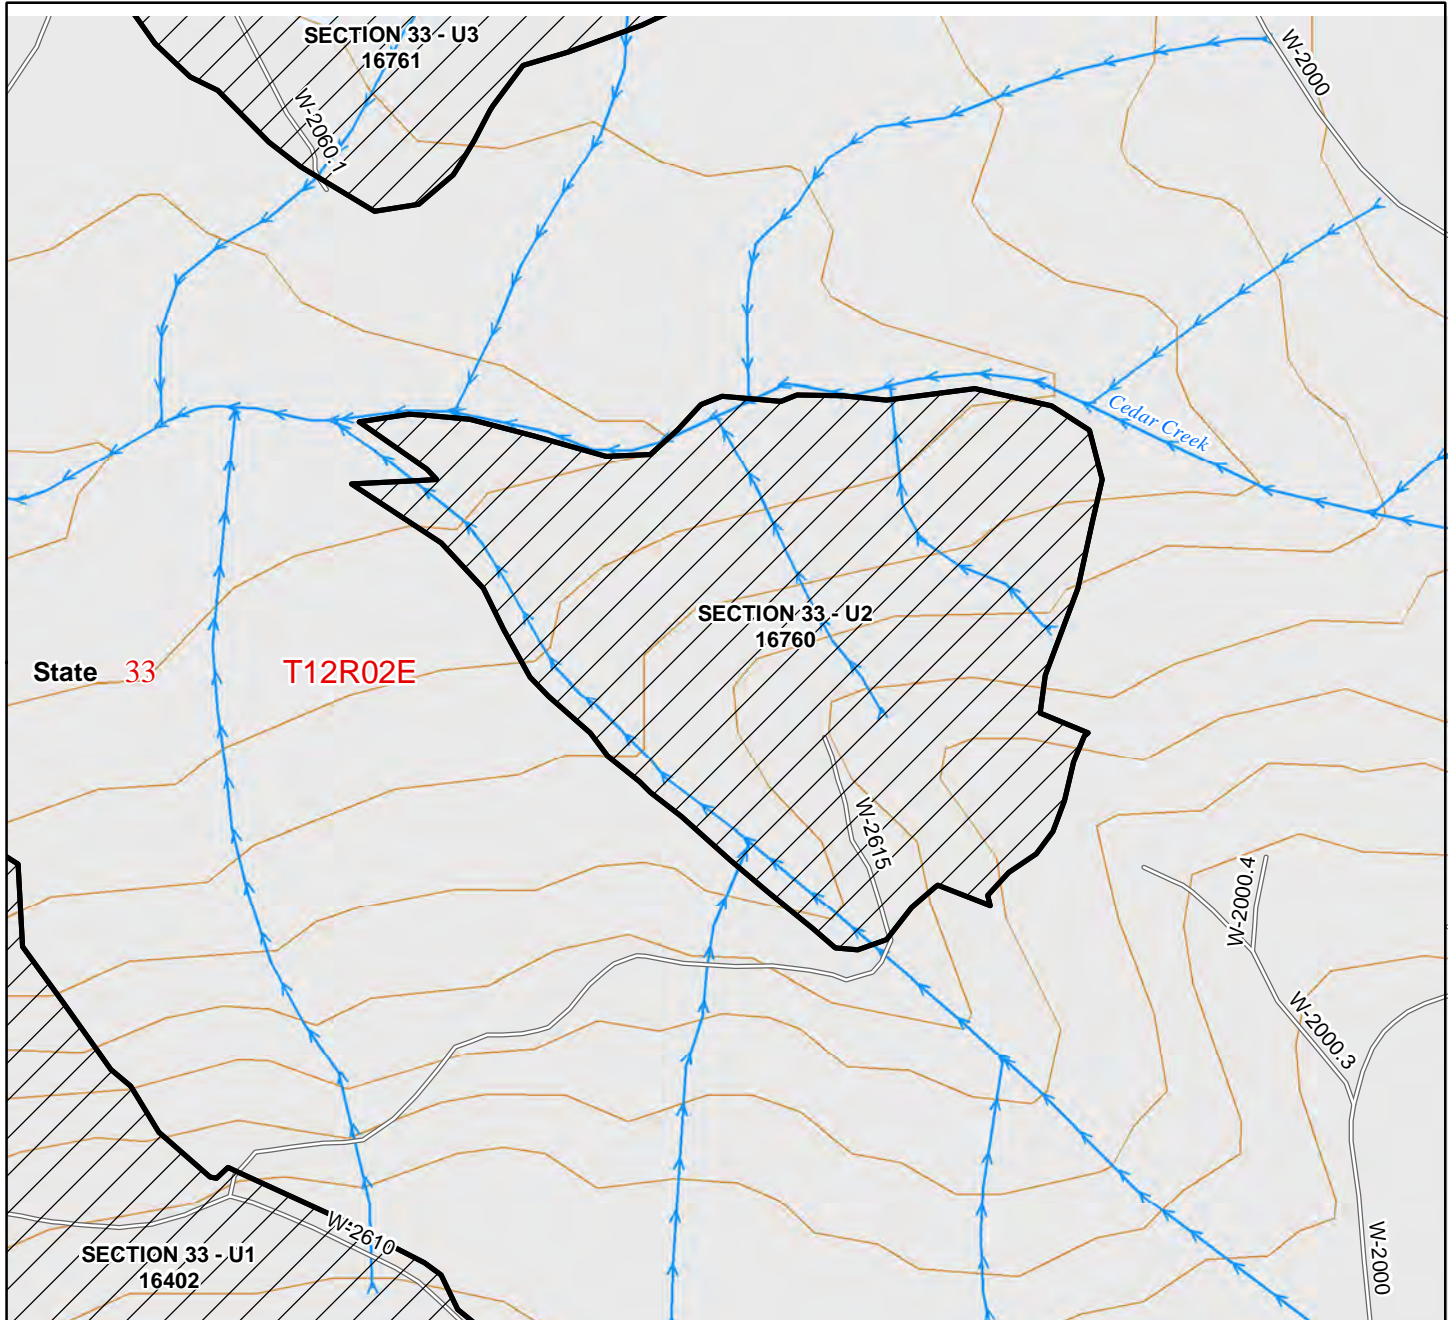 SECTION 33 - U3
16761
W-2000
W-2060.1
Cedar Creek
SECTION 33 - U2
16760
State 33
T12R02E
W-2615
W-2000.4
W-2000.3
W-2610
SECTION 33 - U1
16402
W-2000